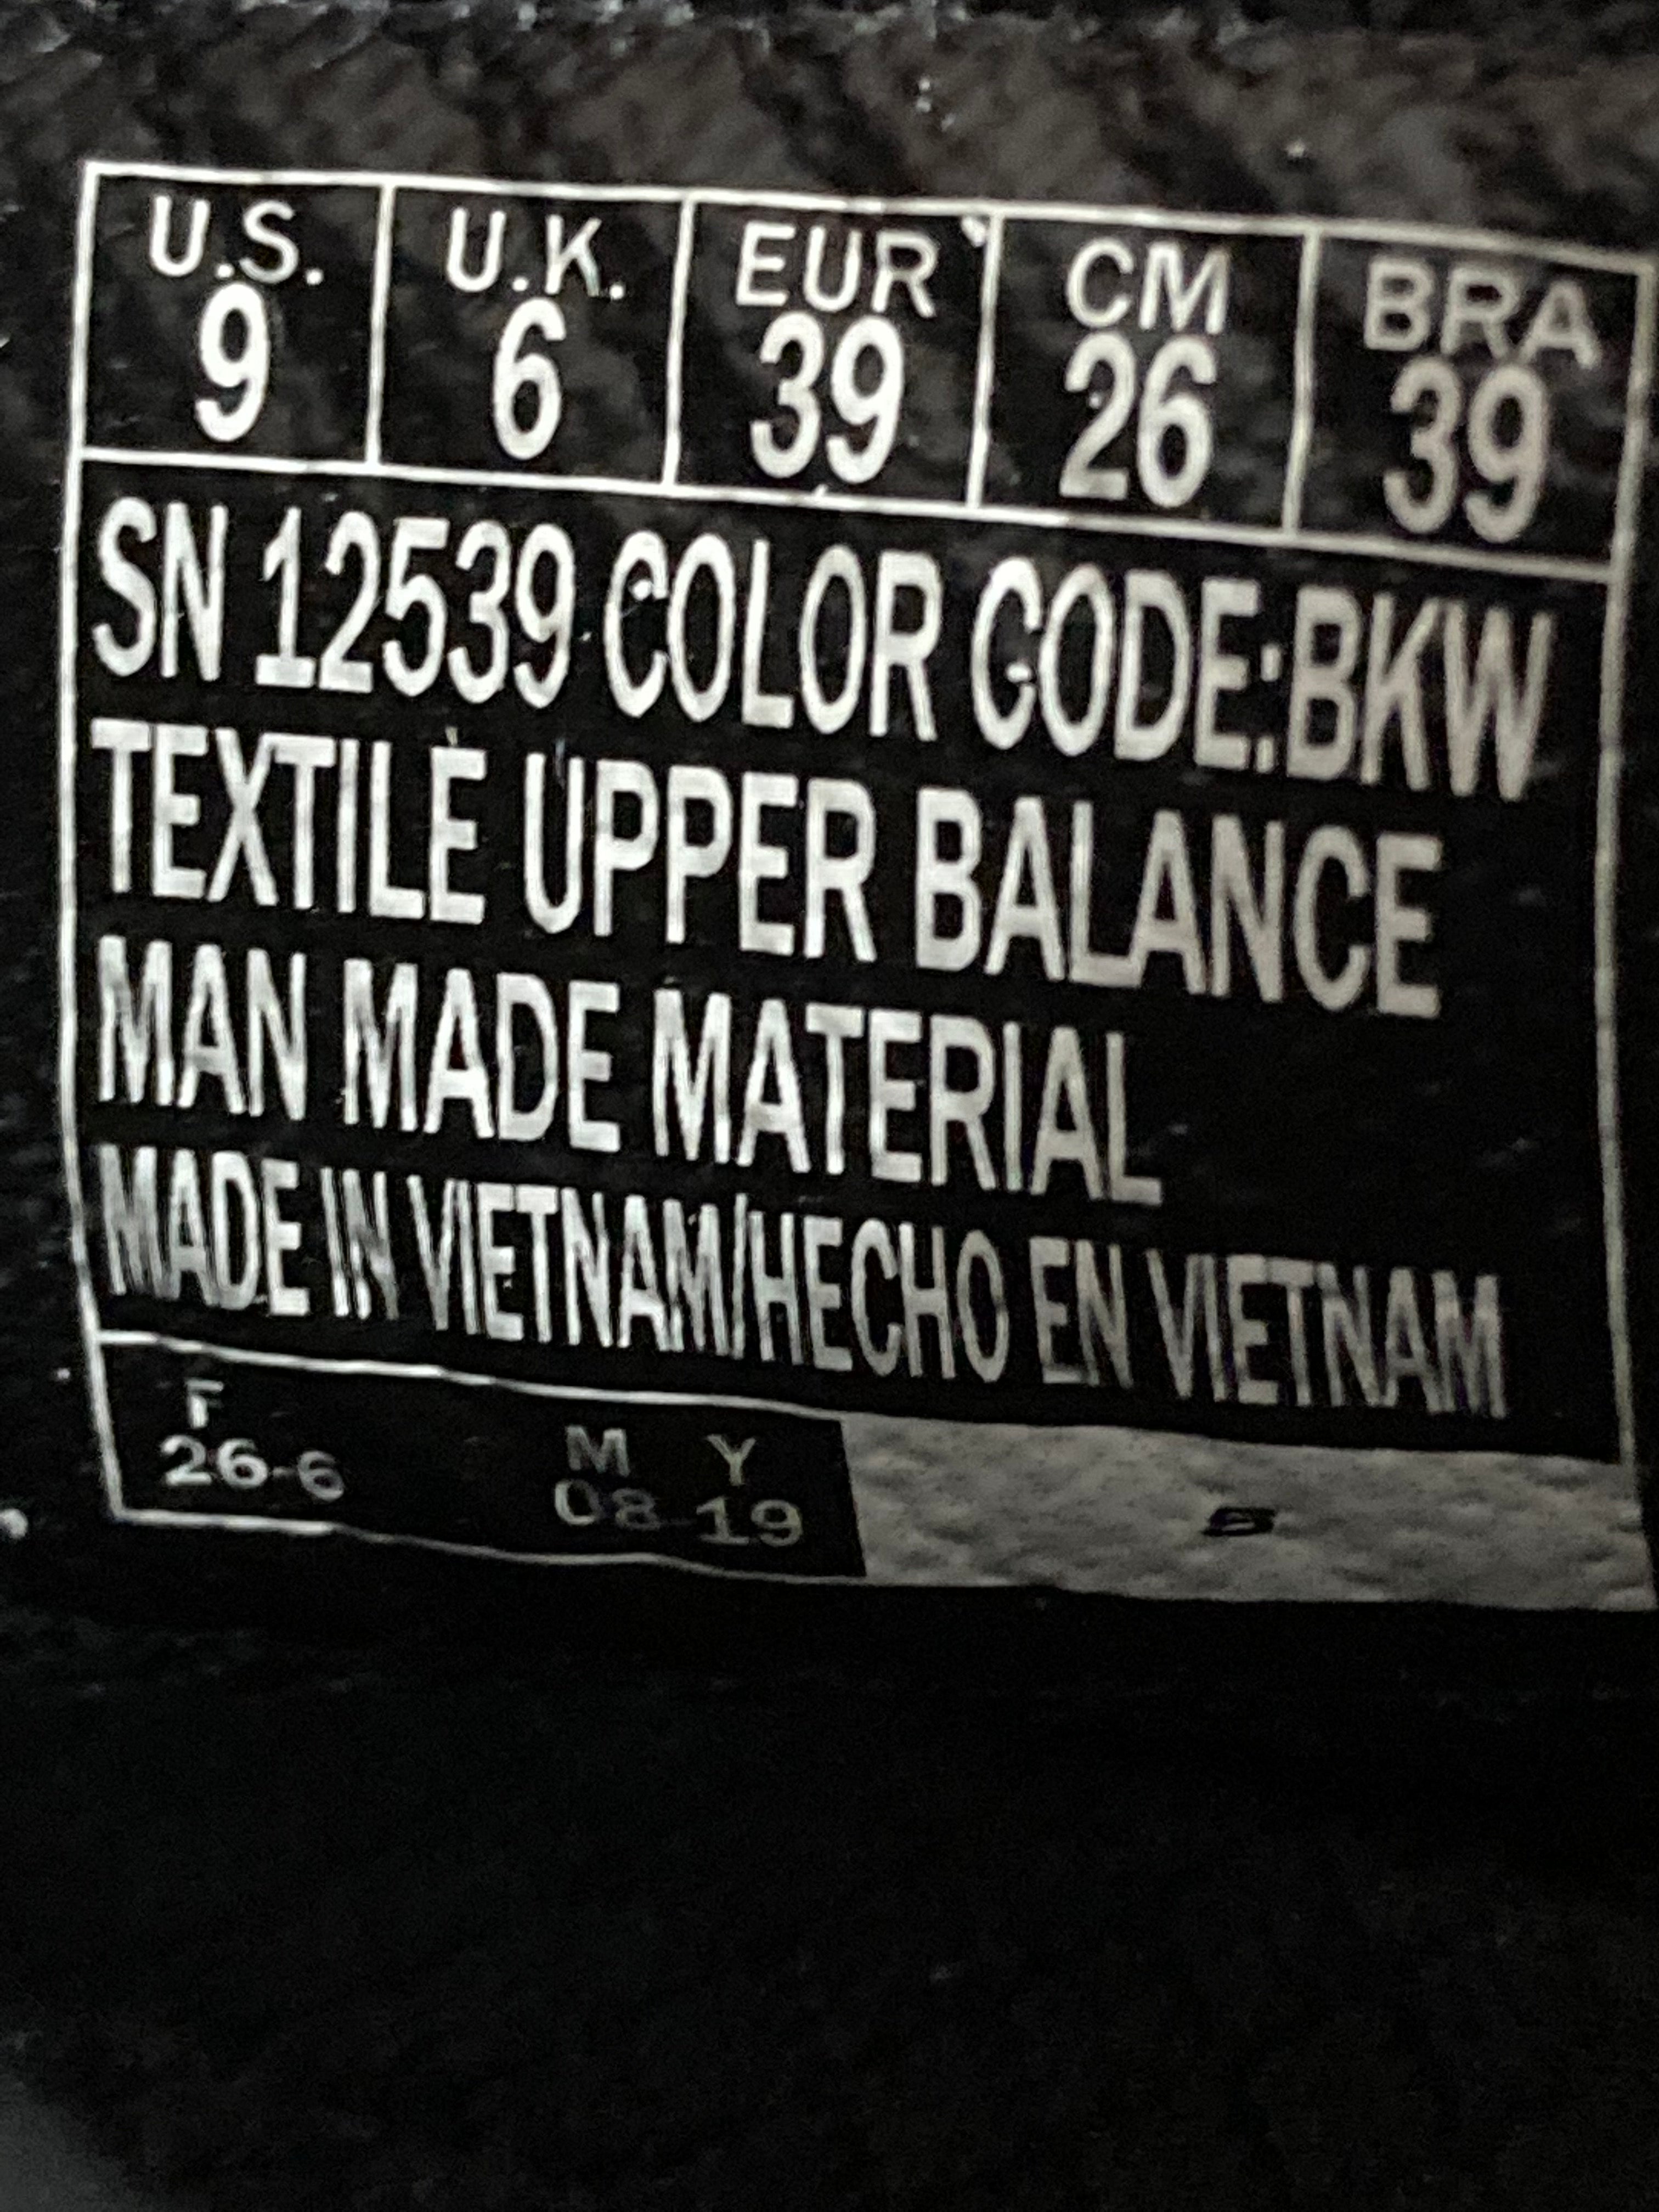 U.S. U.K. EUR CM BRA
9 6 39 26 39
SN 12539 COLOR CODE:BKW
TEXTILE UPPER BALANCE
MAN MADE MATERIAL
MADE IN VIETNAM/HECHO EN VIETNAM
F M Y
26-6 08 19